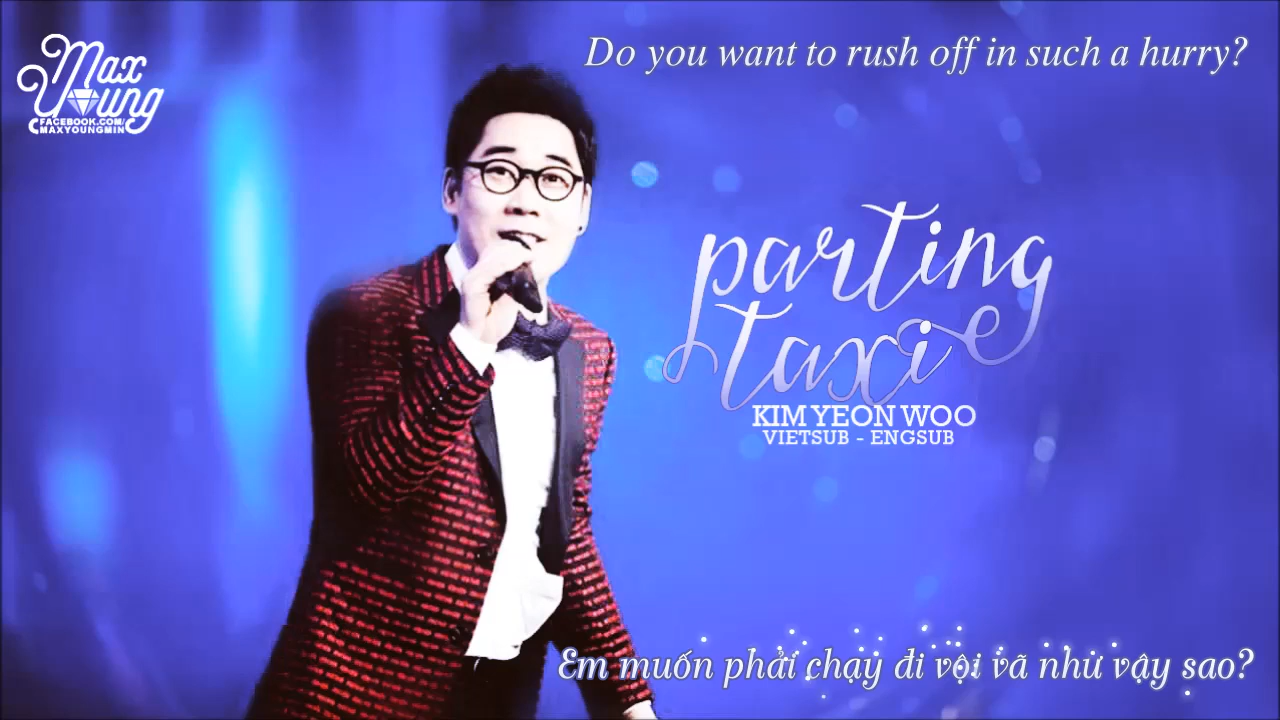 Max
Young
FACEBOOK.COM/
MAXYOUNGMIN
Do you want to rush off in such a hurry?
parting
taxi
KIM YEON WOO
VIETSUB - ENGSUB
Em muốn phải chạy đi vội vã như vậy sao?